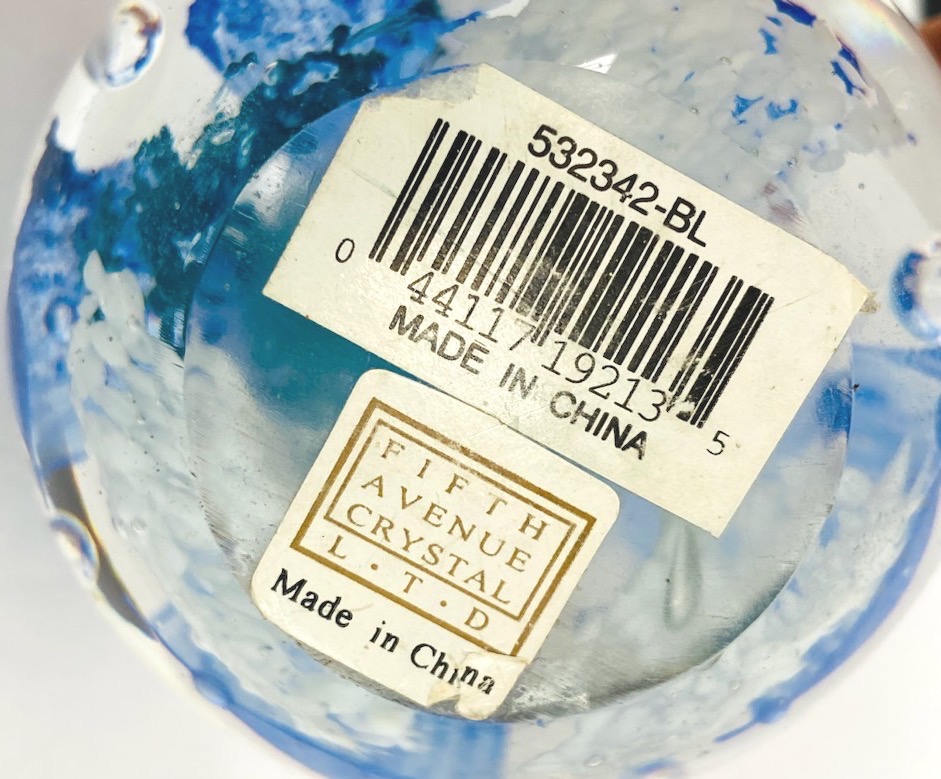 532342-BL
0 44117 19213 5
MADE IN CHINA
FIFTH
AVENUE
CRYSTAL
L·T·D
Made in China